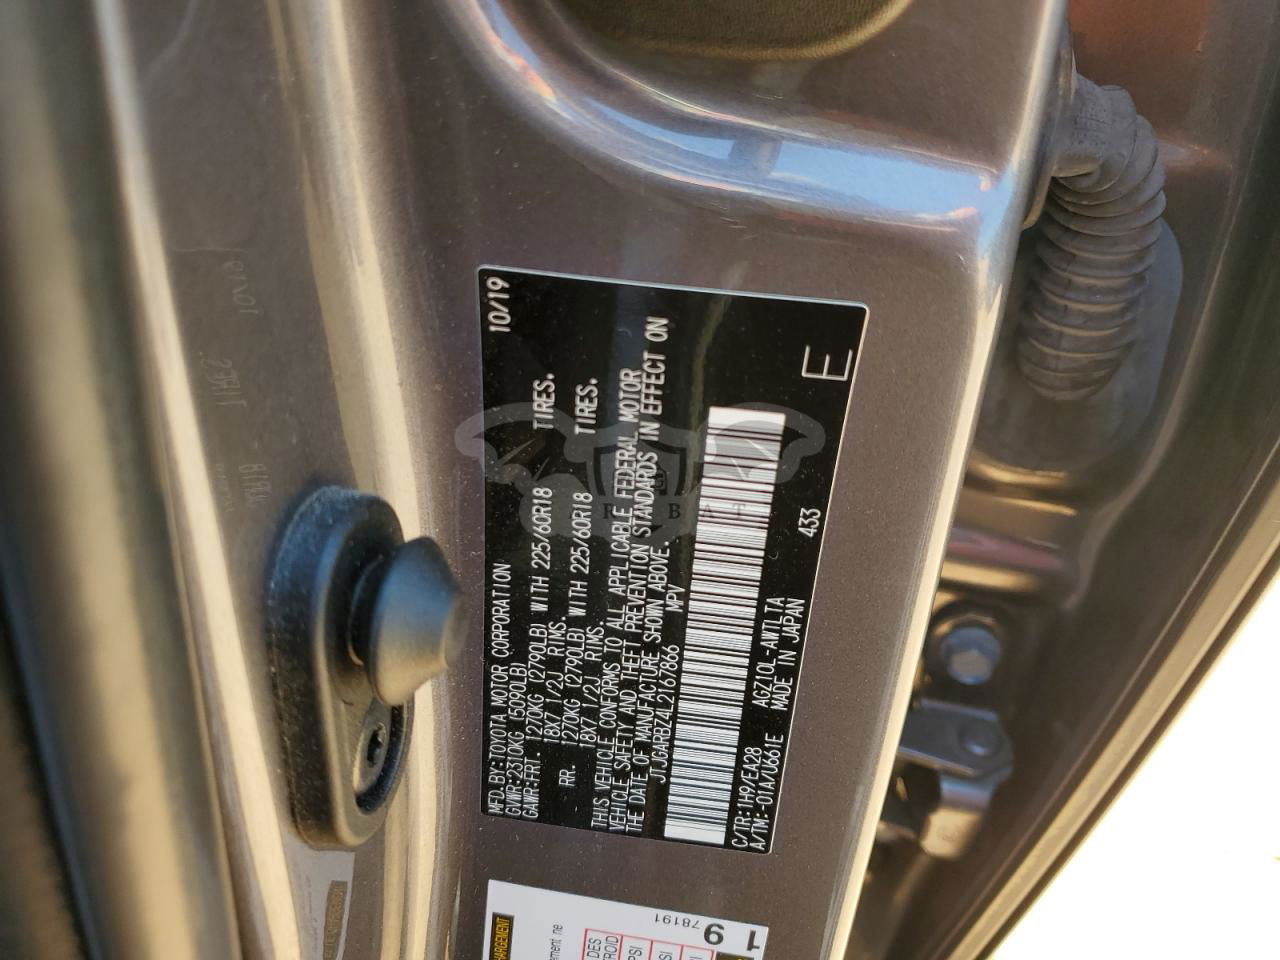 MFD. BY:TOYOTA MOTOR CORPORATION 10/19
GVWR:2310KG (5090LB)
GAWR:FRT. 1270KG (2790LB) WITH 225/60R18 TIRES.
18X7 1/2J RIMS.
RR. 1270KG (2790LB) WITH 225/60R18 TIRES.
18X7 1/2J RIMS.
THIS VEHICLE CONFORMS TO ALL APPLICABLE FEDERAL MOTOR
VEHICLE SAFETY AND THEFT PREVENTION STANDARDS IN EFFECT ON
THE DATE OF MANUFACTURE SHOWN ABOVE.
JTJGARBZ4L2167866 MPV
C/TR:1H9/EA28 AGZ10L-AWTLTA 433 E
A/TM:-01A/U661E MADE IN JAPAN
78191